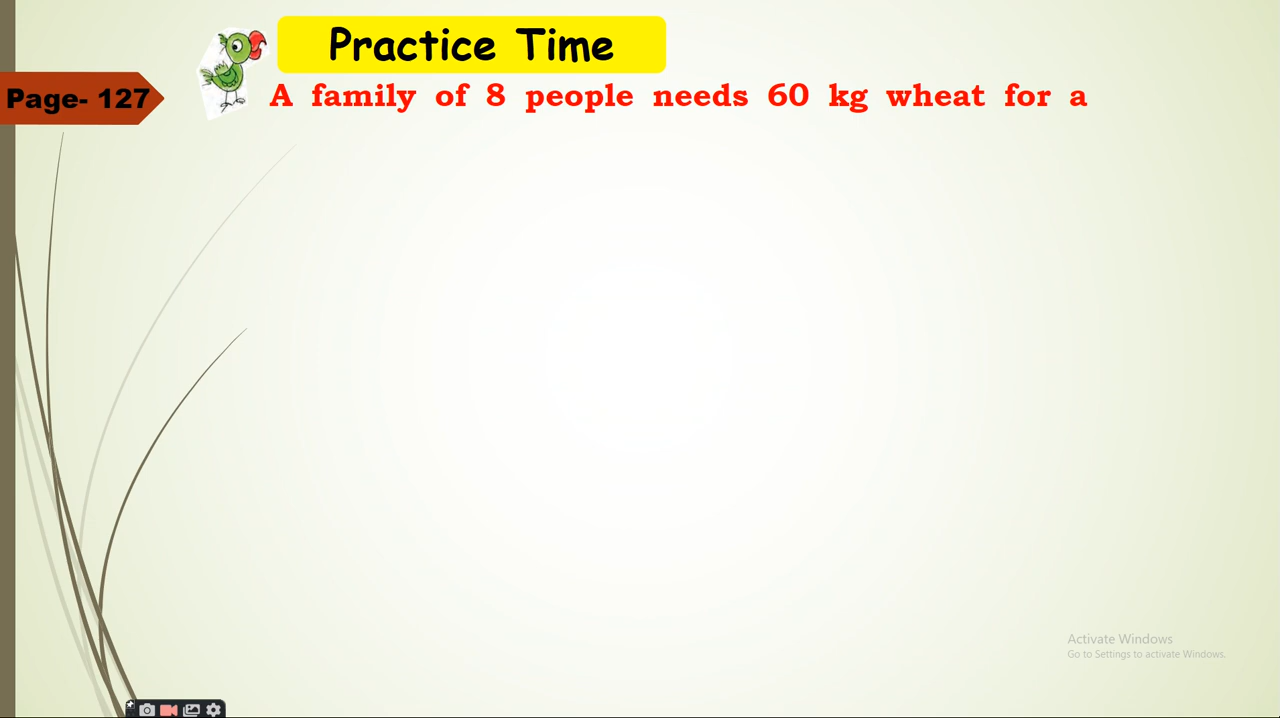 Practice Time
Page- 127
A family of 8 people needs 60 kg wheat for a
Activate Windows
Go to Settings to activate Windows.